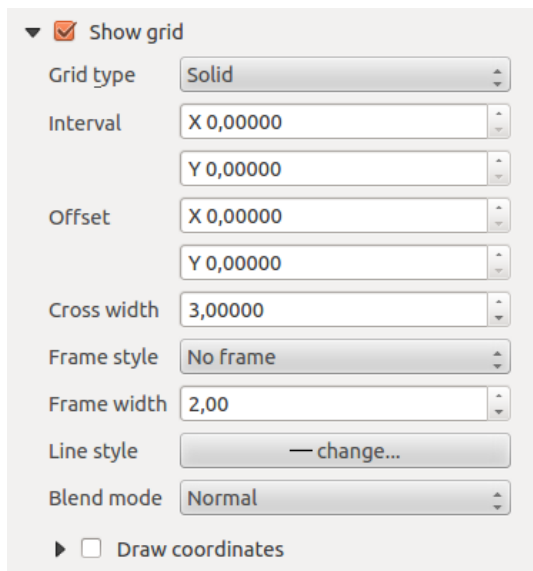 Show grid
Grid type Solid
Interval X 0,00000
Y 0,00000
Offset X 0,00000
Y 0,00000
Cross width 3,00000
Frame style No frame
Frame width 2,00
Line style change...
Blend mode Normal
Draw coordinates